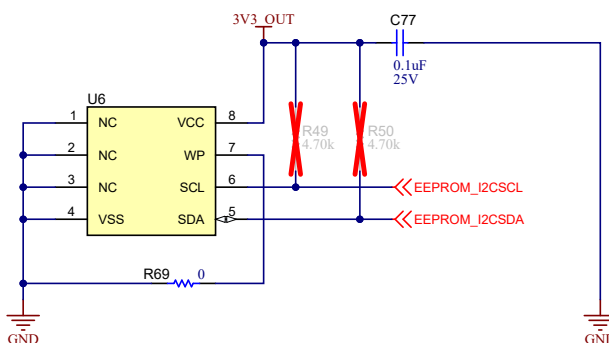 3V3_OUT
C77
0.1uF
25V
U6
1 NC VCC 8
2 NC WP 7
3 NC SCL 6
4 VSS SDA 5
R49
4.70k
R50
4.70k
EEPROM_I2CSCL
EEPROM_I2CSDA
R69 0
GND
GND